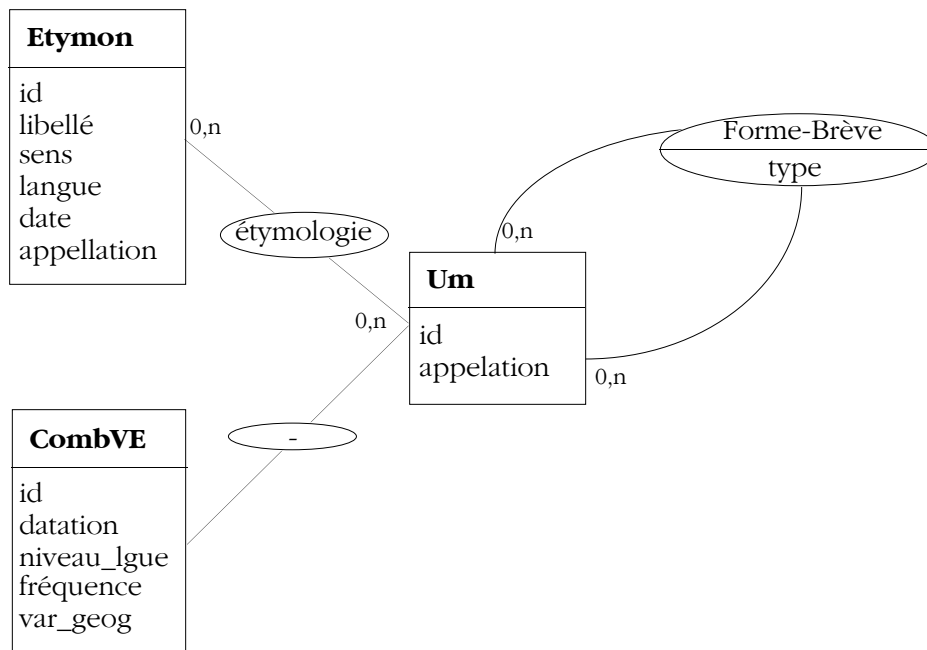 Etymon
id
libellé
sens
langue
date
appellation
0,n
étymologie
0,n
Forme-Brève
type
0,n
Um
id
appelation
0,n
-
CombVE
id
datation
niveau_lgue
fréquence
var_geog